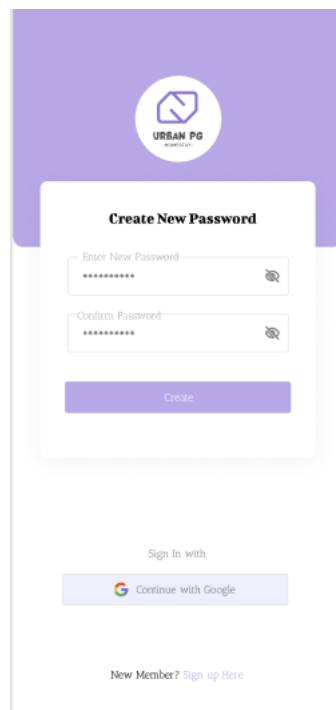 URBAN PG
-HOMESTAY-
Create New Password
Enter New Password
**********
Confirm Password
**********
Create
Sign In with
Continue with Google
New Member? Sign up Here